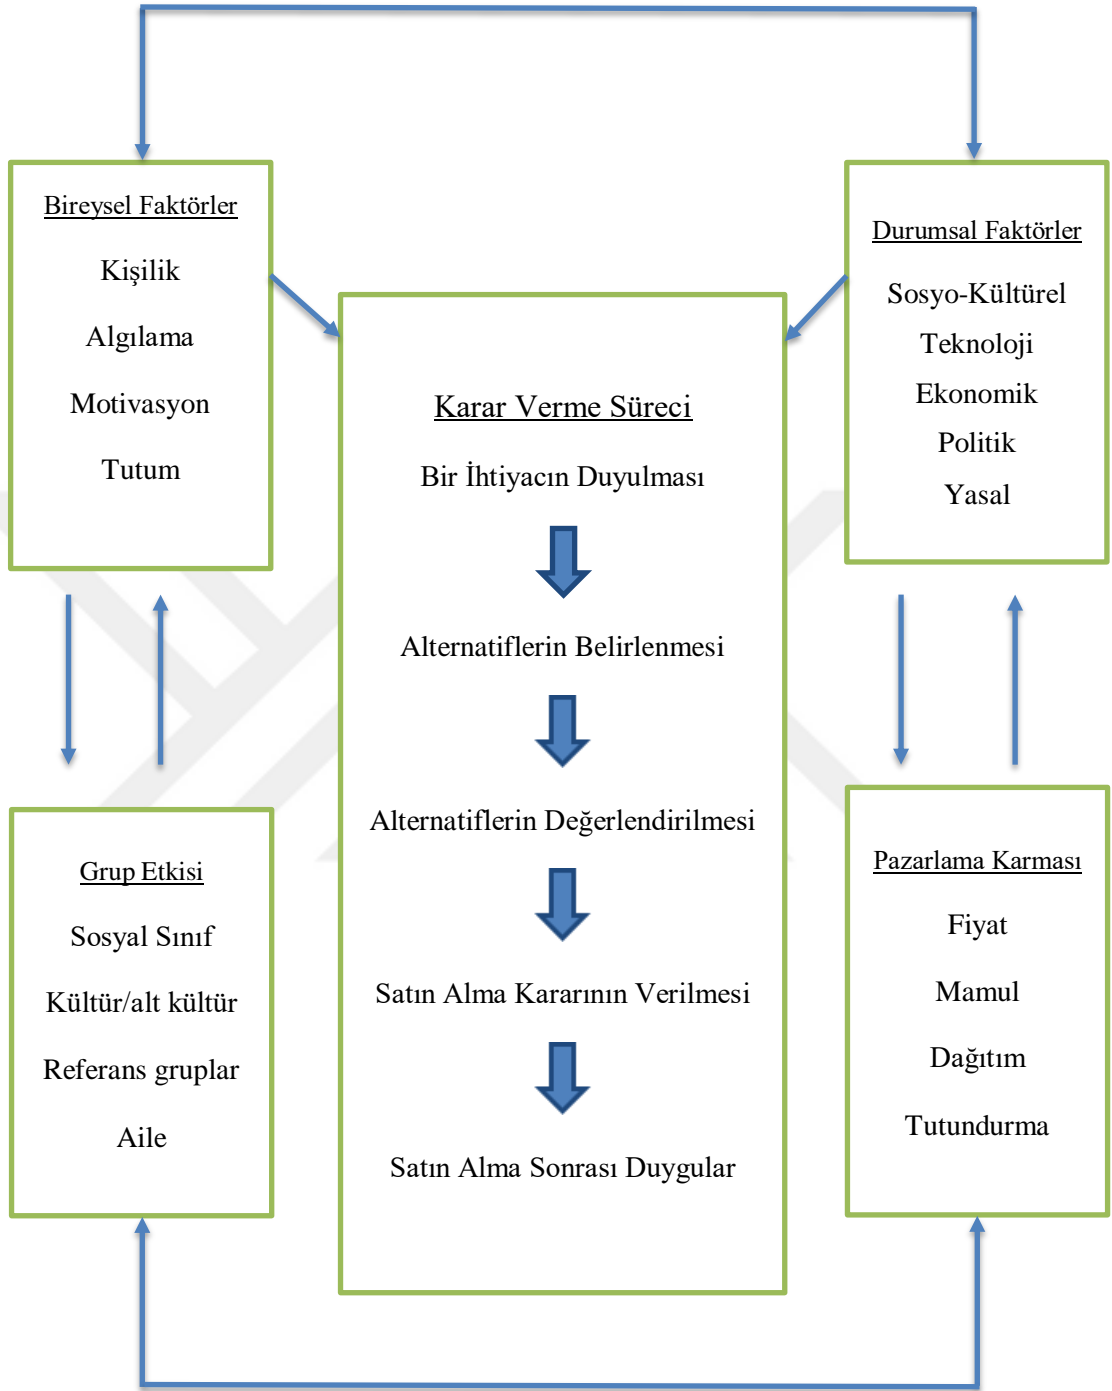 Bireysel Faktörler
Kişilik
Algılama
Motivasyon
Tutum
Durumsal Faktörler
Sosyo-Kültürel
Teknoloji
Ekonomik
Politik
Yasal
Karar Verme Süreci
Bir İhtiyacın Duyulması
Alternatiflerin Belirlenmesi
Alternatiflerin Değerlendirilmesi
Satın Alma Kararının Verilmesi
Satın Alma Sonrası Duygular
Grup Etkisi
Sosyal Sınıf
Kültür/alt kültür
Referans gruplar
Aile
Pazarlama Karması
Fiyat
Mamul
Dağıtım
Tutundurma